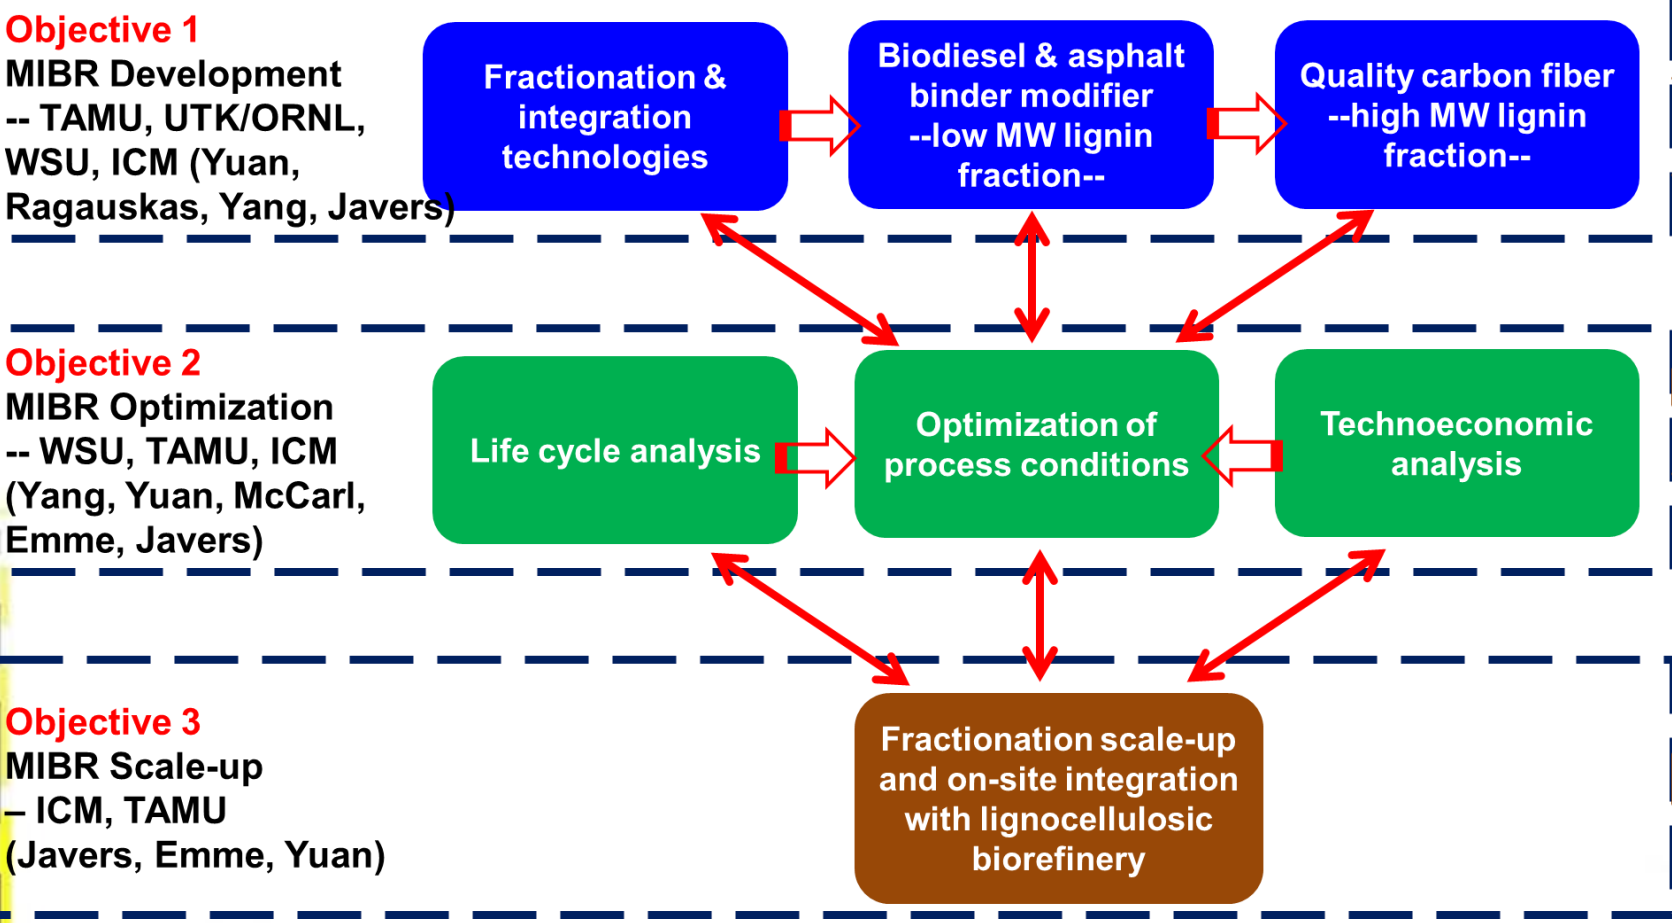 Objective 1
MIBR Development
-- TAMU, UTK/ORNL,
WSU, ICM (Yuan,
Ragauskas, Yang, Javers)
Fractionation &
integration
technologies
Biodiesel & asphalt
binder modifier
--low MW lignin
fraction--
Quality carbon fiber
--high MW lignin
fraction--
Objective 2
MIBR Optimization
-- WSU, TAMU, ICM
(Yang, Yuan, McCarl,
Emme, Javers)
Life cycle analysis
Optimization of
process conditions
Technoeconomic
analysis
Objective 3
MIBR Scale-up
– ICM, TAMU
(Javers, Emme, Yuan)
Fractionation scale-up
and on-site integration
with lignocellulosic
biorefinery